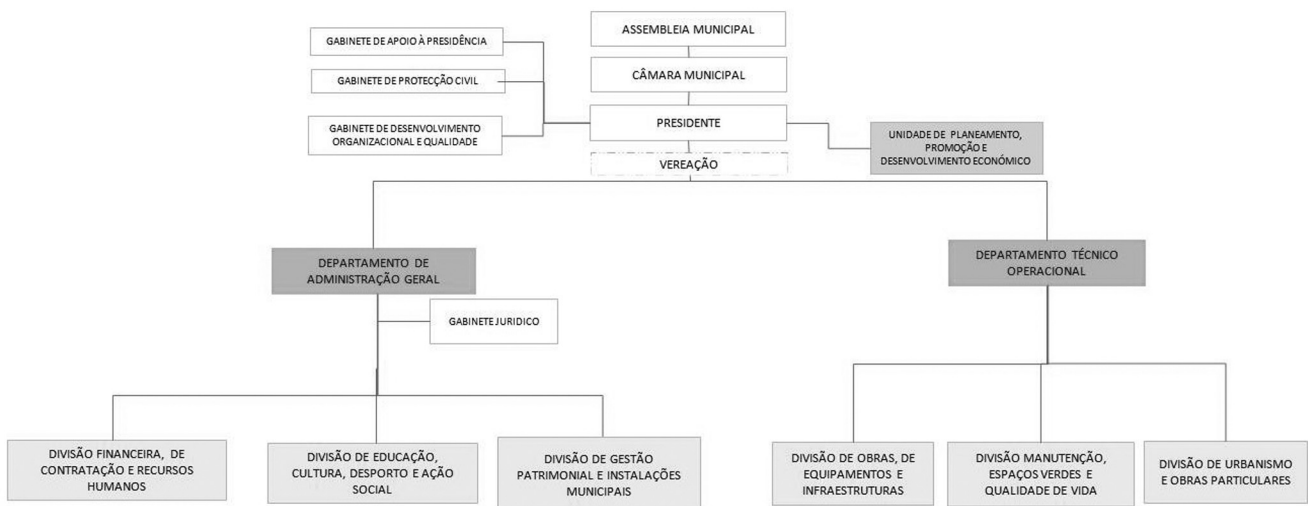 ASSEMBLEIA MUNICIPAL
GABINETE DE APOIO À PRESIDÊNCIA
CÂMARA MUNICIPAL
GABINETE DE PROTECÇÃO CIVIL
PRESIDENTE
GABINETE DE DESENVOLVIMENTO
ORGANIZACIONAL E QUALIDADE
UNIDADE DE PLANEAMENTO,
PROMOÇÃO E
DESENVOLVIMENTO ECONÓMICO
VEREAÇÃO
DEPARTAMENTO DE
ADMINISTRAÇÃO GERAL
DEPARTAMENTO TÉCNICO
OPERACIONAL
GABINETE JURIDICO
DIVISÃO FINANCEIRA, DE
CONTRATAÇÃO E RECURSOS
HUMANOS
DIVISÃO DE EDUCAÇÃO,
CULTURA, DESPORTO E AÇÃO
SOCIAL
DIVISÃO DE GESTÃO
PATRIMONIAL E INSTALAÇÕES
MUNICIPAIS
DIVISÃO DE OBRAS, DE
EQUIPAMENTOS E
INFRAESTRUTURAS
DIVISÃO MANUTENÇÃO,
ESPAÇOS VERDES E
QUALIDADE DE VIDA
DIVISÃO DE URBANISMO
E OBRAS PARTICULARES